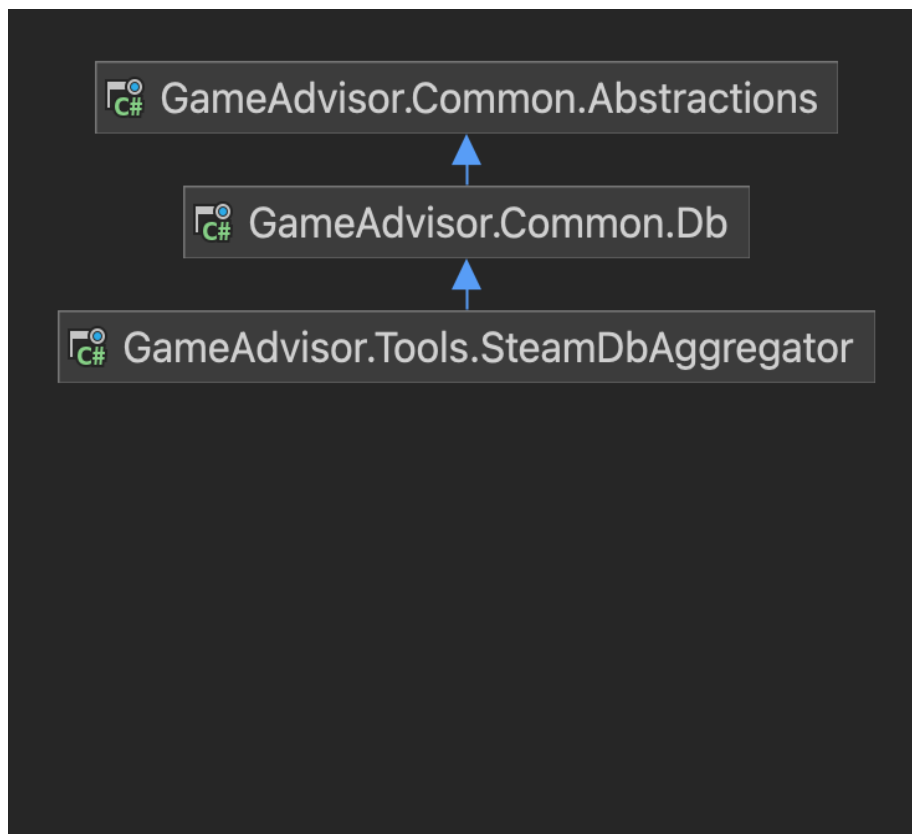 C# GameAdvisor.Common.Abstractions
C# GameAdvisor.Common.Db
C# GameAdvisor.Tools.SteamDbAggregator